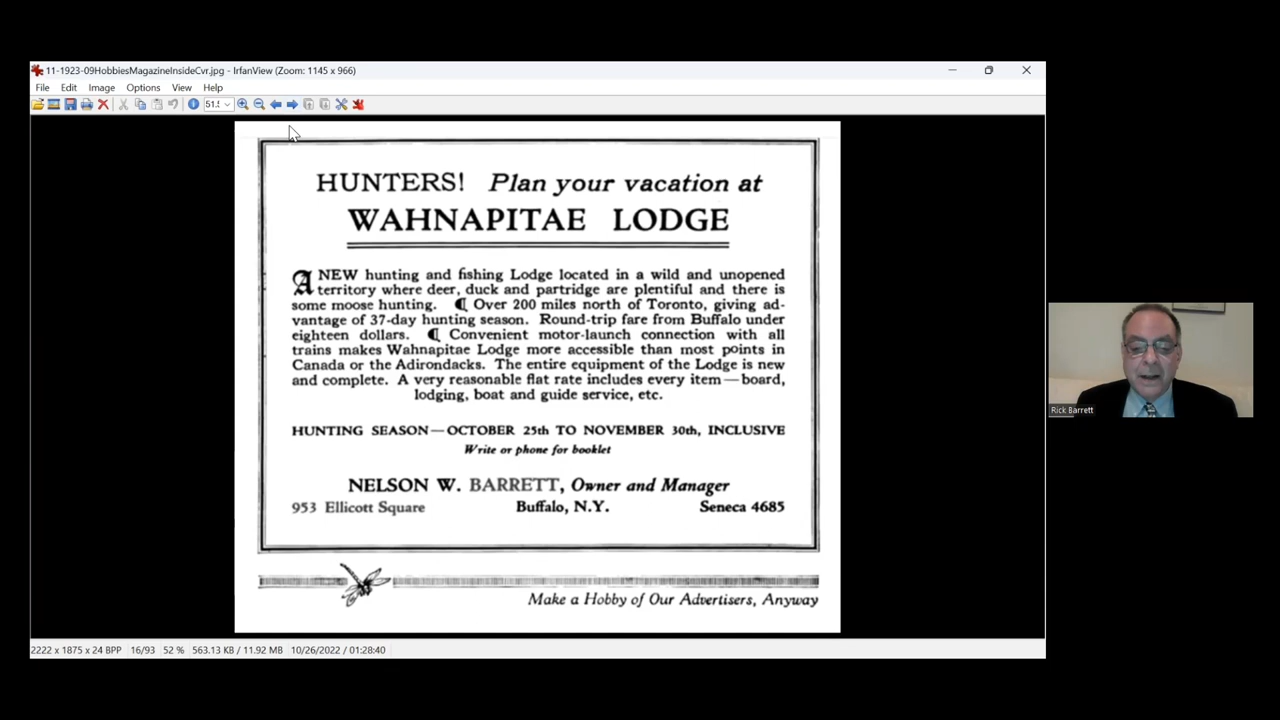 11-1923-09HobbiesMagazineInsideCvr.jpg - IrfanView (Zoom: 1145 x 966)
File Edit Image Options View Help
HUNTERS! Plan your vacation at
WAHNAPITAE LODGE
A NEW hunting and fishing Lodge located in a wild and unopened
territory where deer, duck and partridge are plentiful and there is
some moose hunting. ¶ Over 200 miles north of Toronto, giving ad-
vantage of 37-day hunting season. Round-trip fare from Buffalo under
eighteen dollars. ¶ Convenient motor-launch connection with all
trains makes Wahnapitae Lodge more accessible than most points in
Canada or the Adirondacks. The entire equipment of the Lodge is new
and complete. A very reasonable flat rate includes every item—board,
lodging, boat and guide service, etc.
HUNTING SEASON—OCTOBER 25th TO NOVEMBER 30th, INCLUSIVE
Write or phone for booklet
NELSON W. BARRETT, Owner and Manager
953 Ellicott Square Buffalo, N.Y. Seneca 4685
Make a Hobby of Our Advertisers, Anyway
2222 x 1875 x 24 BPP 16/93 52 % 563.13 KB / 11.92 MB 10/26/2022 / 01:28:40
Rick Barrett